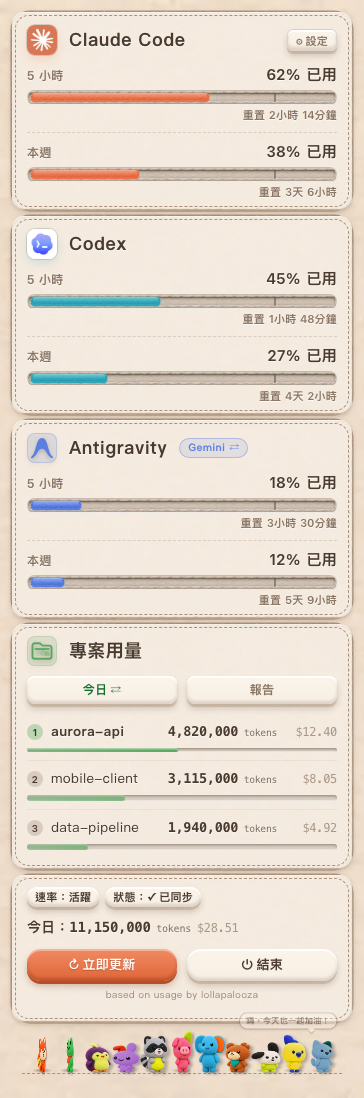 Claude Code
設定
5 小時
62% 已用
重置 2小時 14分鐘
本週
38% 已用
重置 3天 6小時
Codex
5 小時
45% 已用
重置 1小時 48分鐘
本週
27% 已用
重置 4天 2小時
Antigravity
Gemini ⇄
5 小時
18% 已用
重置 3小時 30分鐘
本週
12% 已用
重置 5天 9小時
專案用量
今日 ⇄
報告
1 aurora-api 4,820,000 tokens $12.40
2 mobile-client 3,115,000 tokens $8.05
3 data-pipeline 1,940,000 tokens $4.92
速率：活躍
狀態：✓ 已同步
今日：11,150,000 tokens $28.51
↻ 立即更新
⏻ 結束
based on usage by lollapalooza
今天也一起加油！